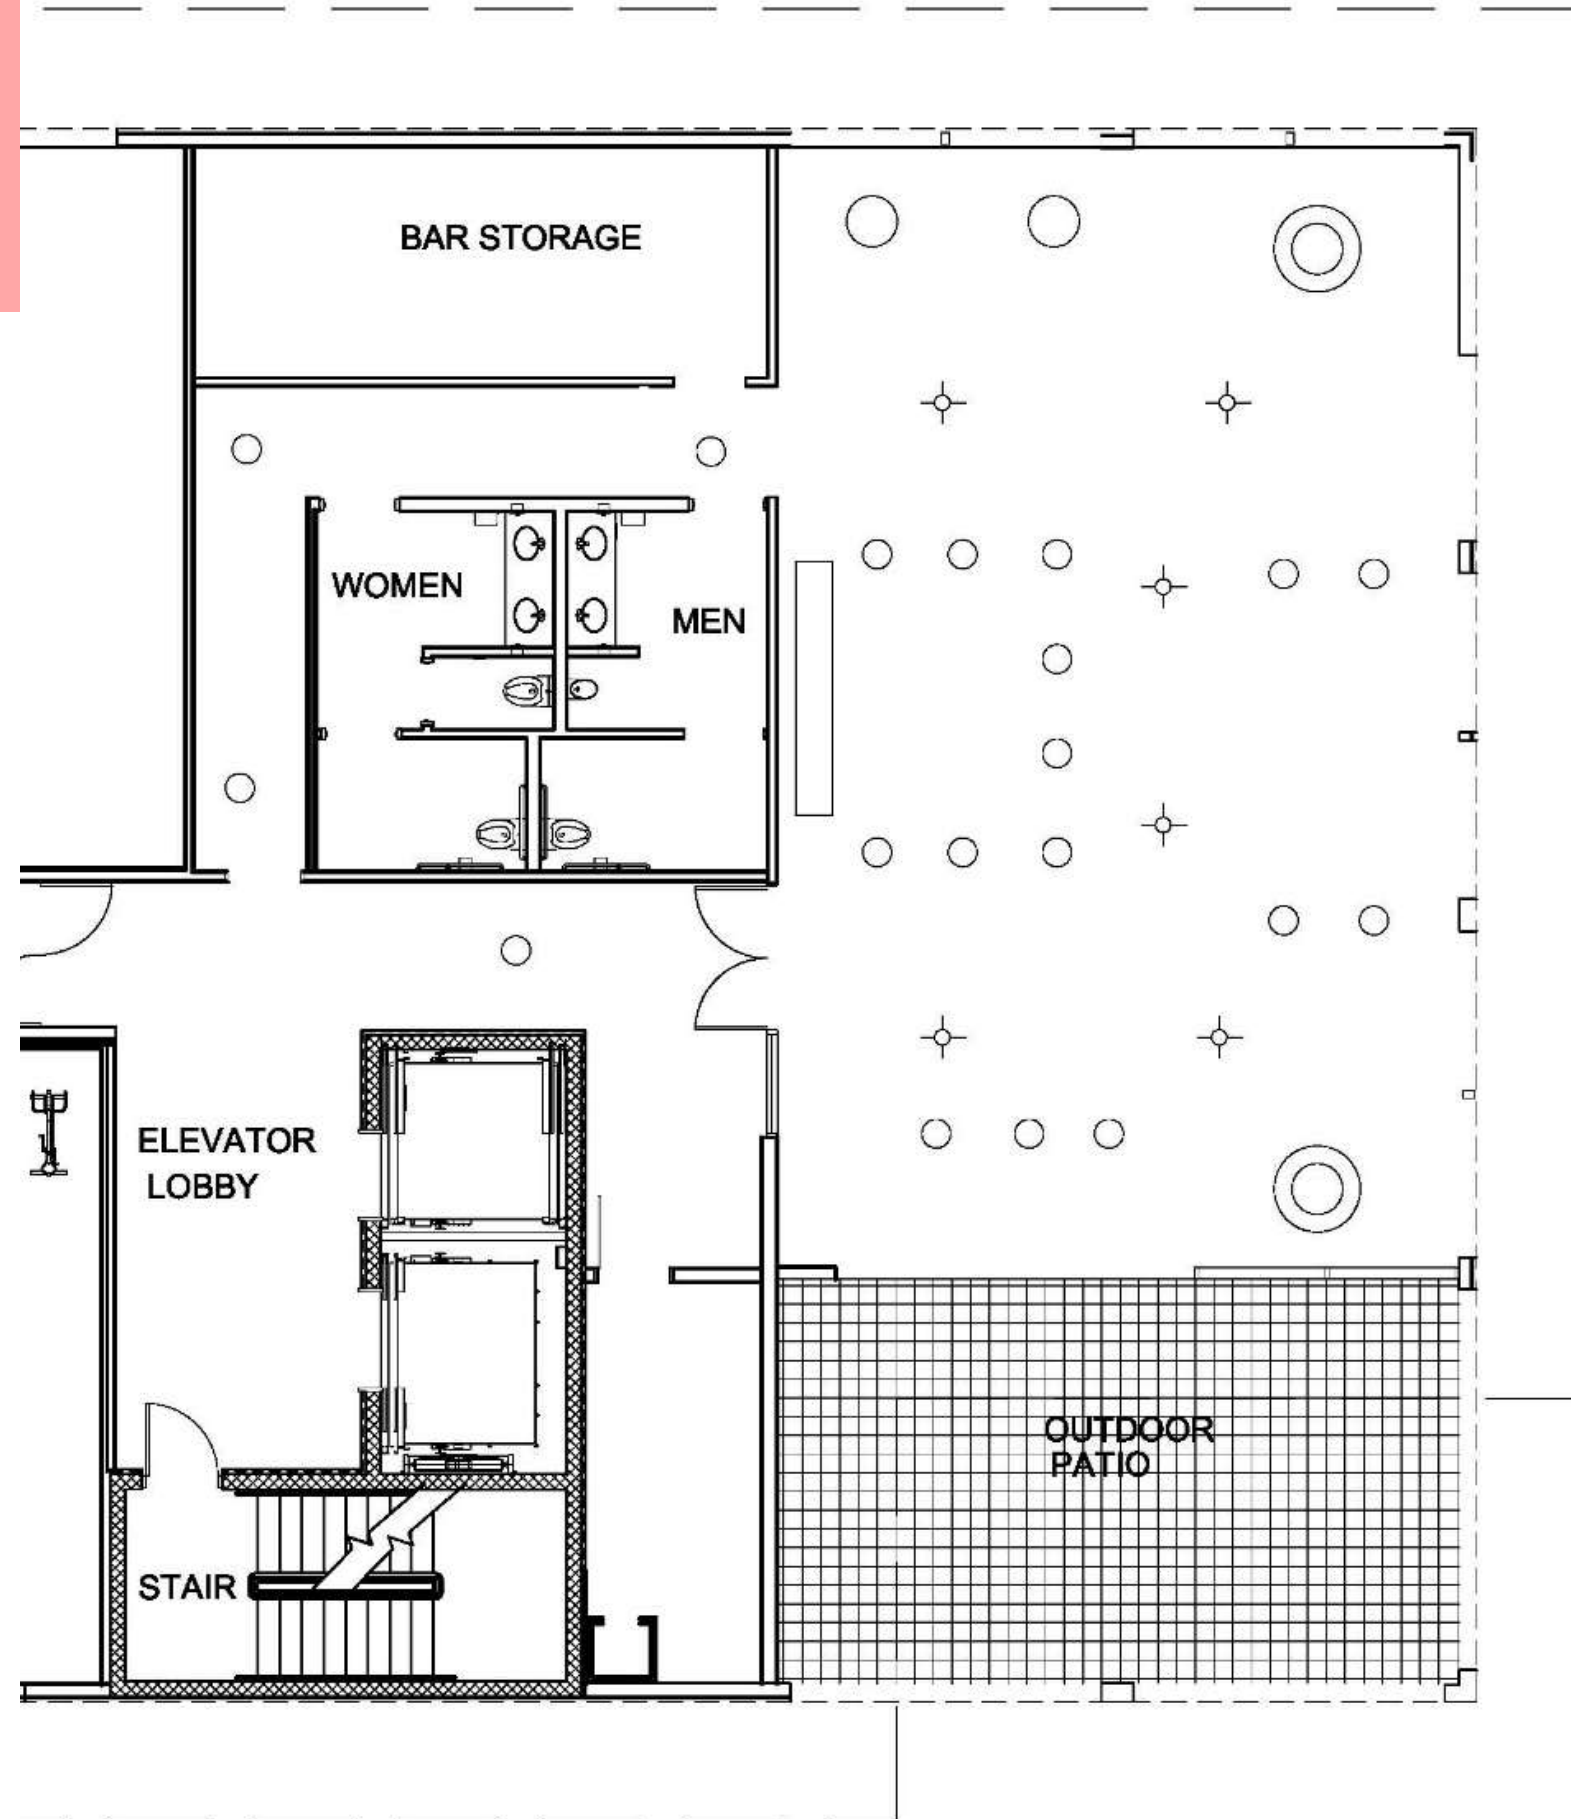 BAR STORAGE
WOMEN
MEN
ELEVATOR
LOBBY
OUTDOOR
PATIO
STAIR